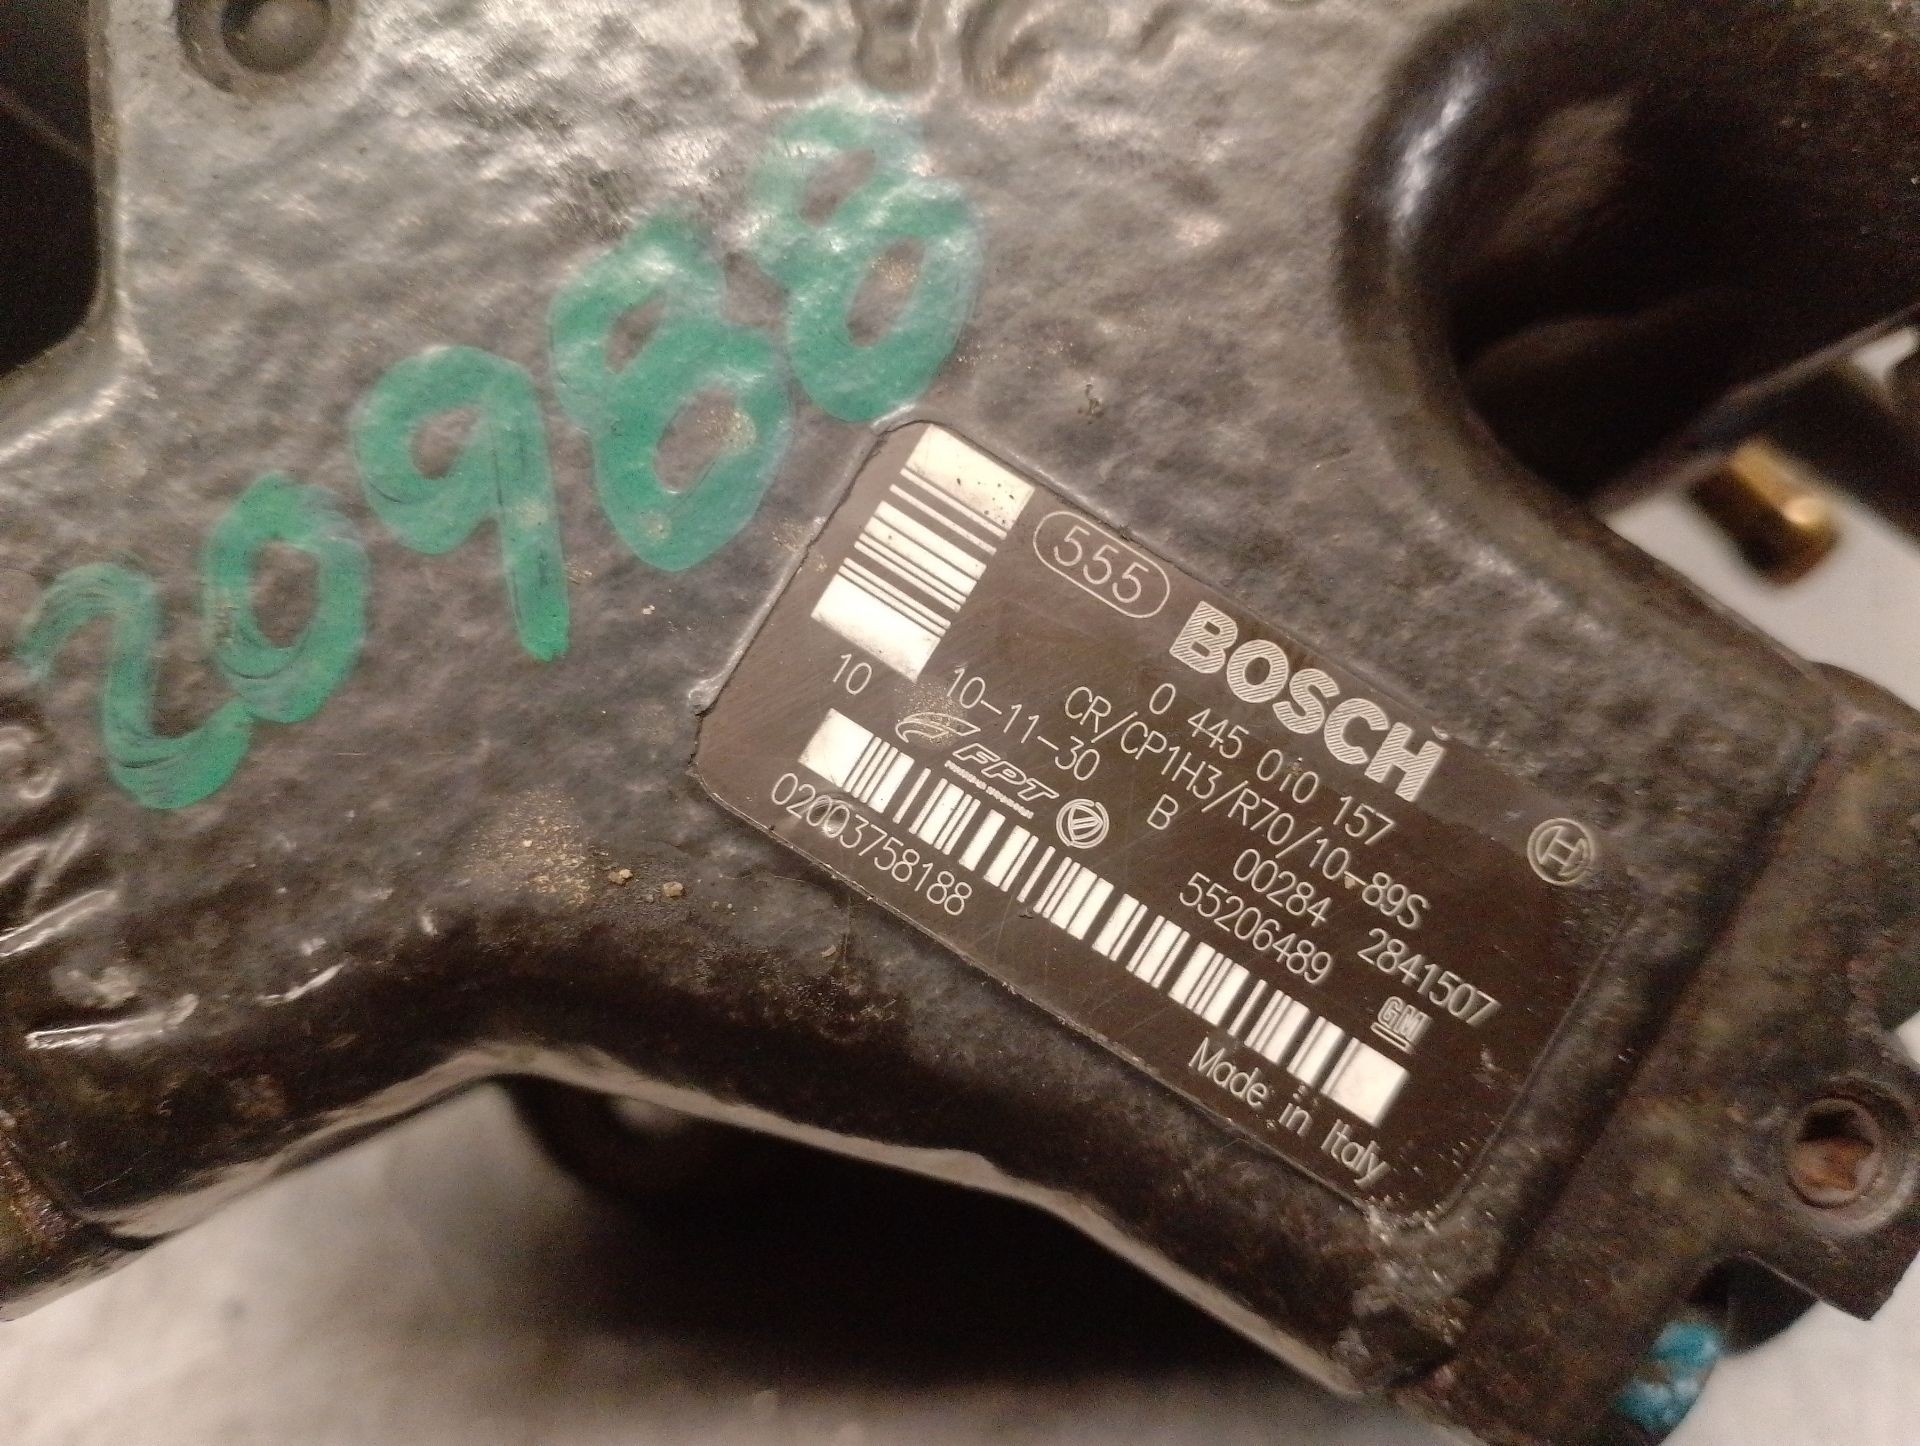 20988
555 BOSCH
0 445 010 157
CR/CP1H3/R70/10-89S
10 10-11-30 B 00284 2841507
FPT 55206489 GM
02003758188
Made in Italy